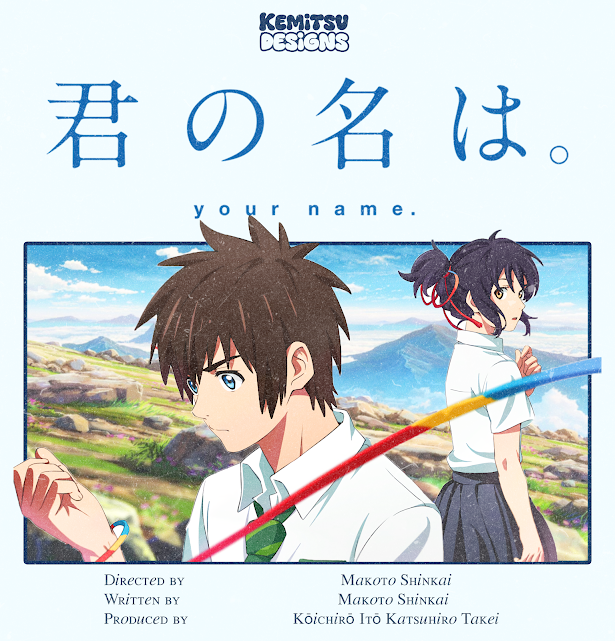 KEMiTSU
DESiGNS
君の名は。
your name.
Directed by Makoto Shinkai
Written by Makoto Shinkai
Produced by Kōichirō Itō Katsuhiro Takei